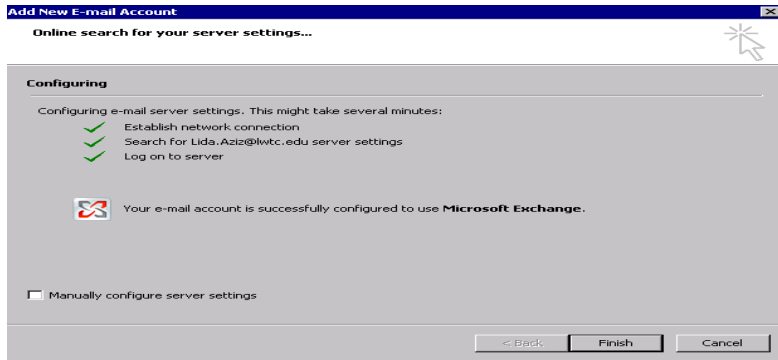 Add New E-mail Account
Online search for your server settings...
Configuring
Configuring e-mail server settings. This might take several minutes:
Establish network connection
Search for Lida.Aziz@lwtc.edu server settings
Log on to server
Your e-mail account is successfully configured to use Microsoft Exchange.
Manually configure server settings
< Back Finish Cancel